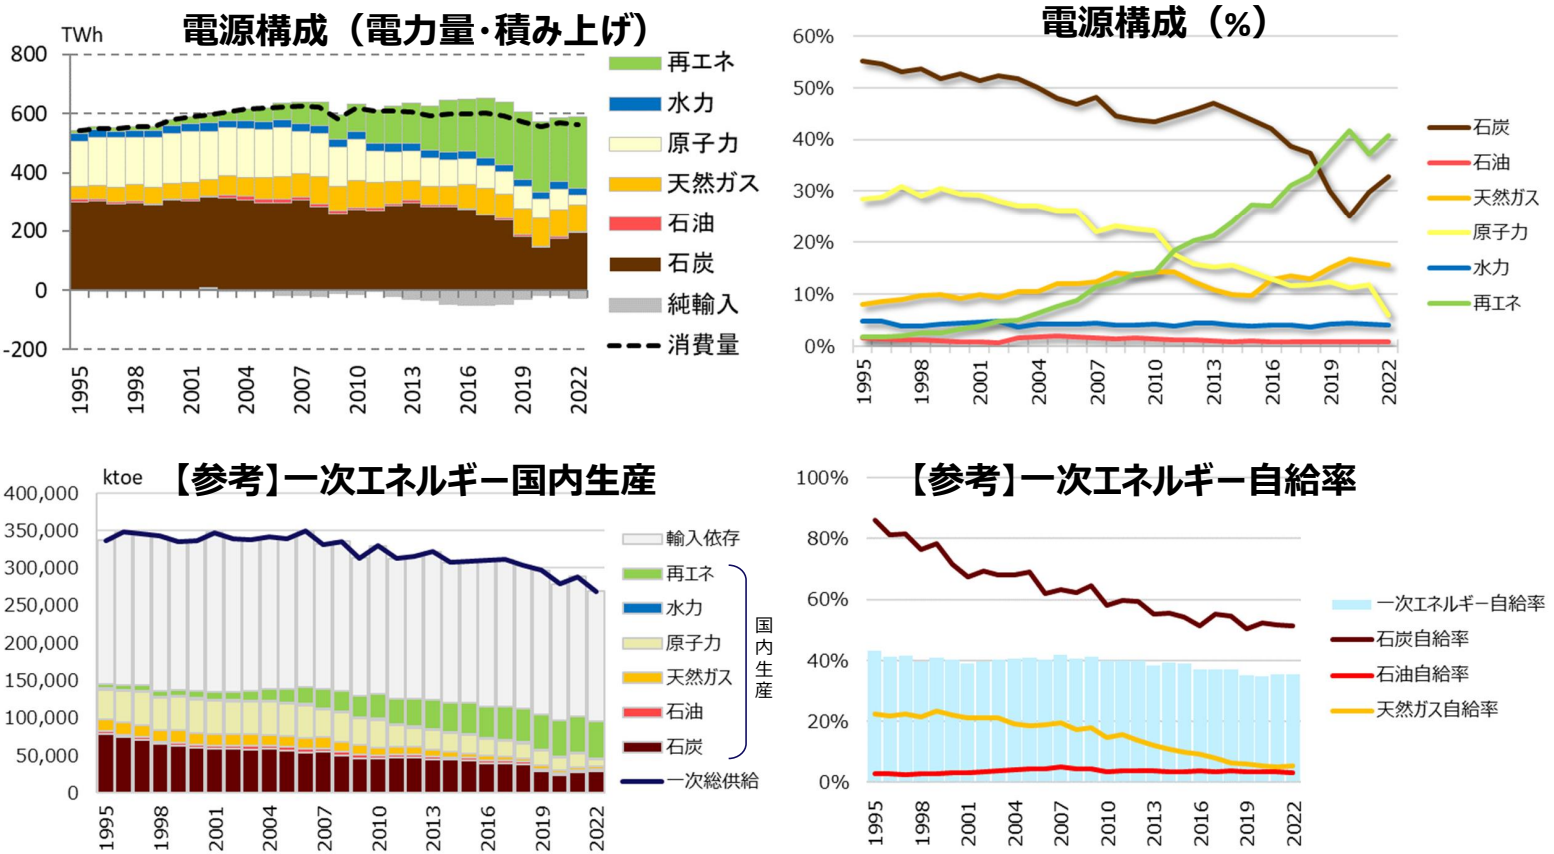 電源構成（電力量･積み上げ）
TWh
800
600
400
200
0
-200
1995
1998
2001
2004
2007
2010
2013
2016
2019
2022
再エネ
水力
原子力
天然ガス
石油
石炭
純輸入
消費量
電源構成（%）
60%
50%
40%
30%
20%
10%
0%
1995
1998
2001
2004
2007
2010
2013
2016
2019
2022
石炭
石油
天然ガス
原子力
水力
再エネ
【参考】一次エネルギー国内生産
ktoe
400,000
350,000
300,000
250,000
200,000
150,000
100,000
50,000
0
1995
1998
2001
2004
2007
2010
2013
2016
2019
2022
輸入依存
再エネ
水力
原子力
天然ガス
石油
石炭
一次総供給
国内生産
【参考】一次エネルギー自給率
100%
80%
60%
40%
20%
0%
1995
1998
2001
2004
2007
2010
2013
2016
2019
2022
一次エネルギー自給率
石炭自給率
石油自給率
天然ガス自給率